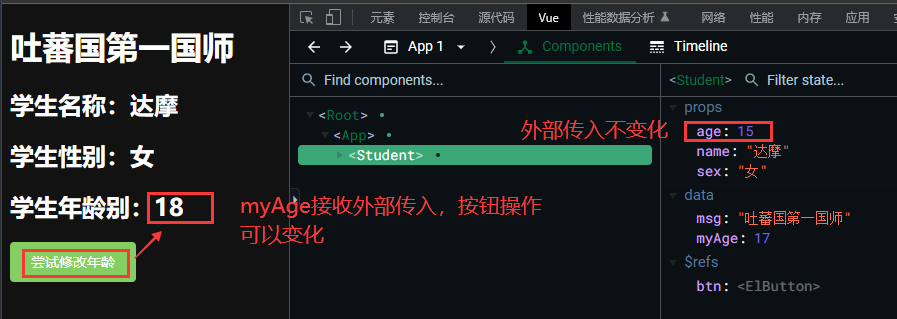 元素 控制台 源代码 Vue 性能数据分析 网络 性能 内存 应用
App 1 Components Timeline
Find components...
<Student> Filter state...
吐蕃国第一国师
学生名称：达摩
学生性别：女
学生年龄别：18
尝试修改年龄
<Root>
<App>
<Student>
外部传入不变化
myAge接收外部传入，按钮操作
可以变化
props
age: 15
name: "达摩"
sex: "女"
data
msg: "吐蕃国第一国师"
myAge: 17
$refs
btn: <ElButton>